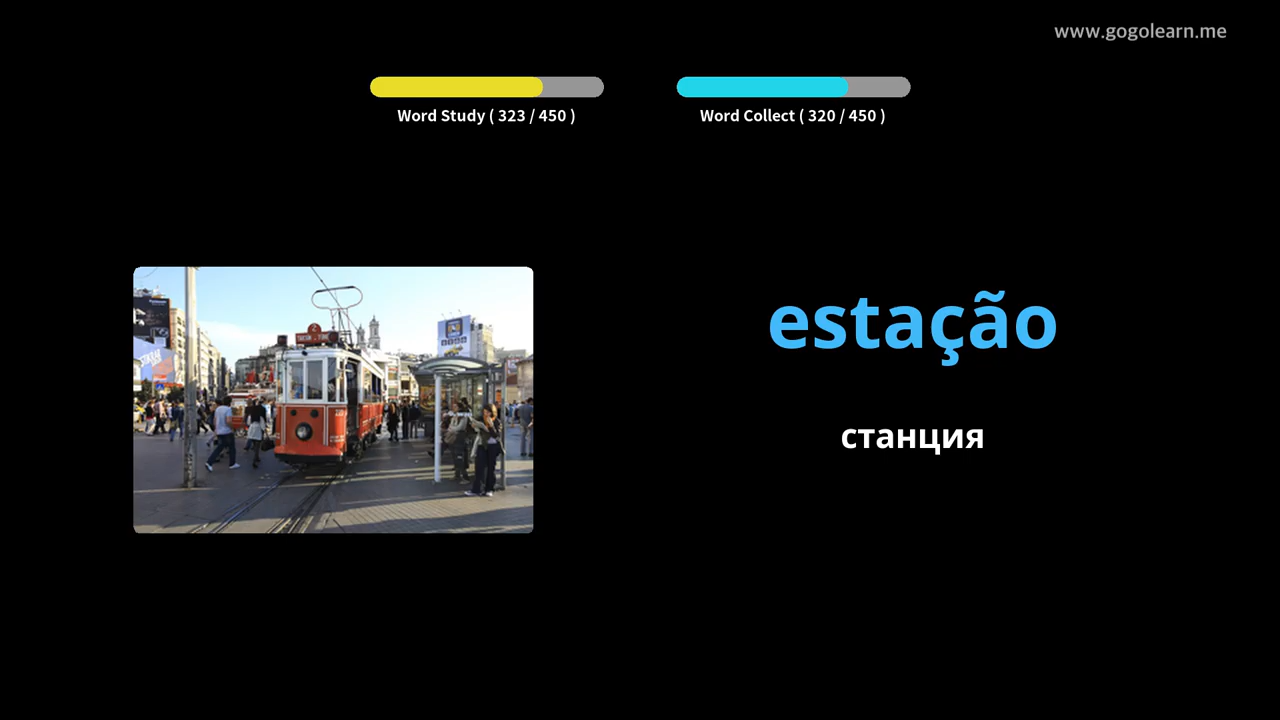 www.gogolearn.me
Word Study ( 323 / 450 )
Word Collect ( 320 / 450 )
estação
станция